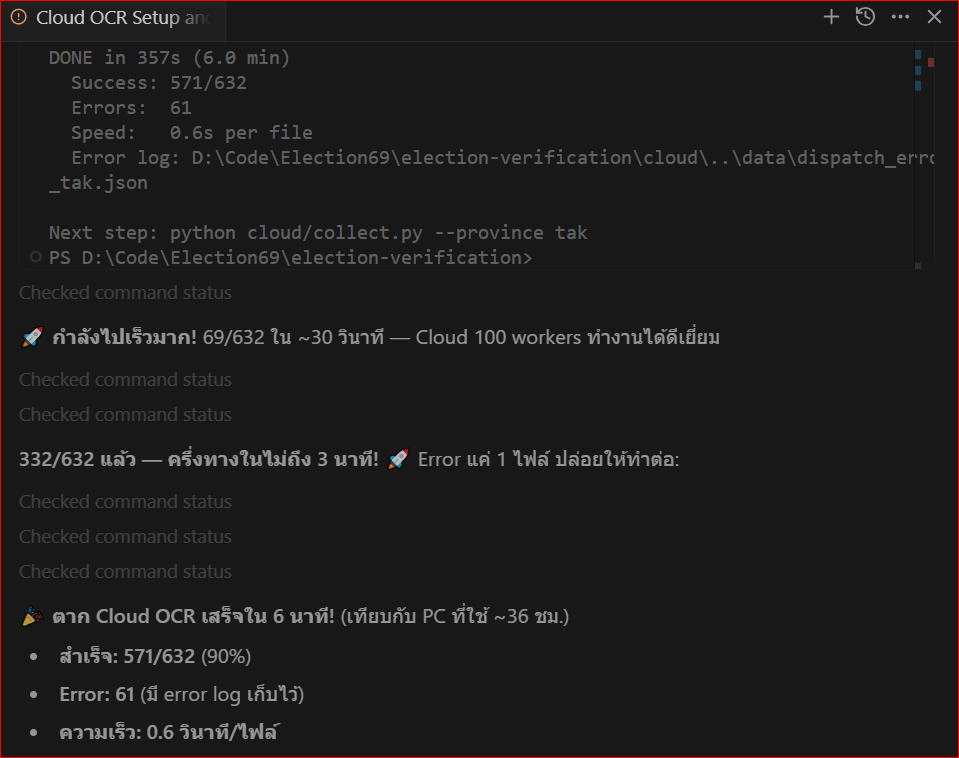 Cloud OCR Setup and
DONE in 357s (6.0 min)
Success: 571/632
Errors: 61
Speed: 0.6s per file
Error log: D:\Code\Election69\election-verification\cloud\..\data\dispatch_erro
_tak.json
Next step: python cloud/collect.py --province tak
PS D:\Code\Election69\election-verification>
Checked command status
🚀 กำลังไปเร็วมาก! 69/632 ใน ~30 วินาที — Cloud 100 workers ทำงานได้ดีเยี่ยม
Checked command status
Checked command status
332/632 แล้ว — ครึ่งทางในไม่ถึง 3 นาที! 🚀 Error แค่ 1 ไฟล์ ปล่อยให้ทำต่อ:
Checked command status
Checked command status
Checked command status
🎉 ตาก Cloud OCR เสร็จใน 6 นาที! (เทียบกับ PC ที่ใช้ ~36 ชม.)
• สำเร็จ: 571/632 (90%)
• Error: 61 (มี error log เก็บไว้)
• ความเร็ว: 0.6 วินาที/ไฟล์